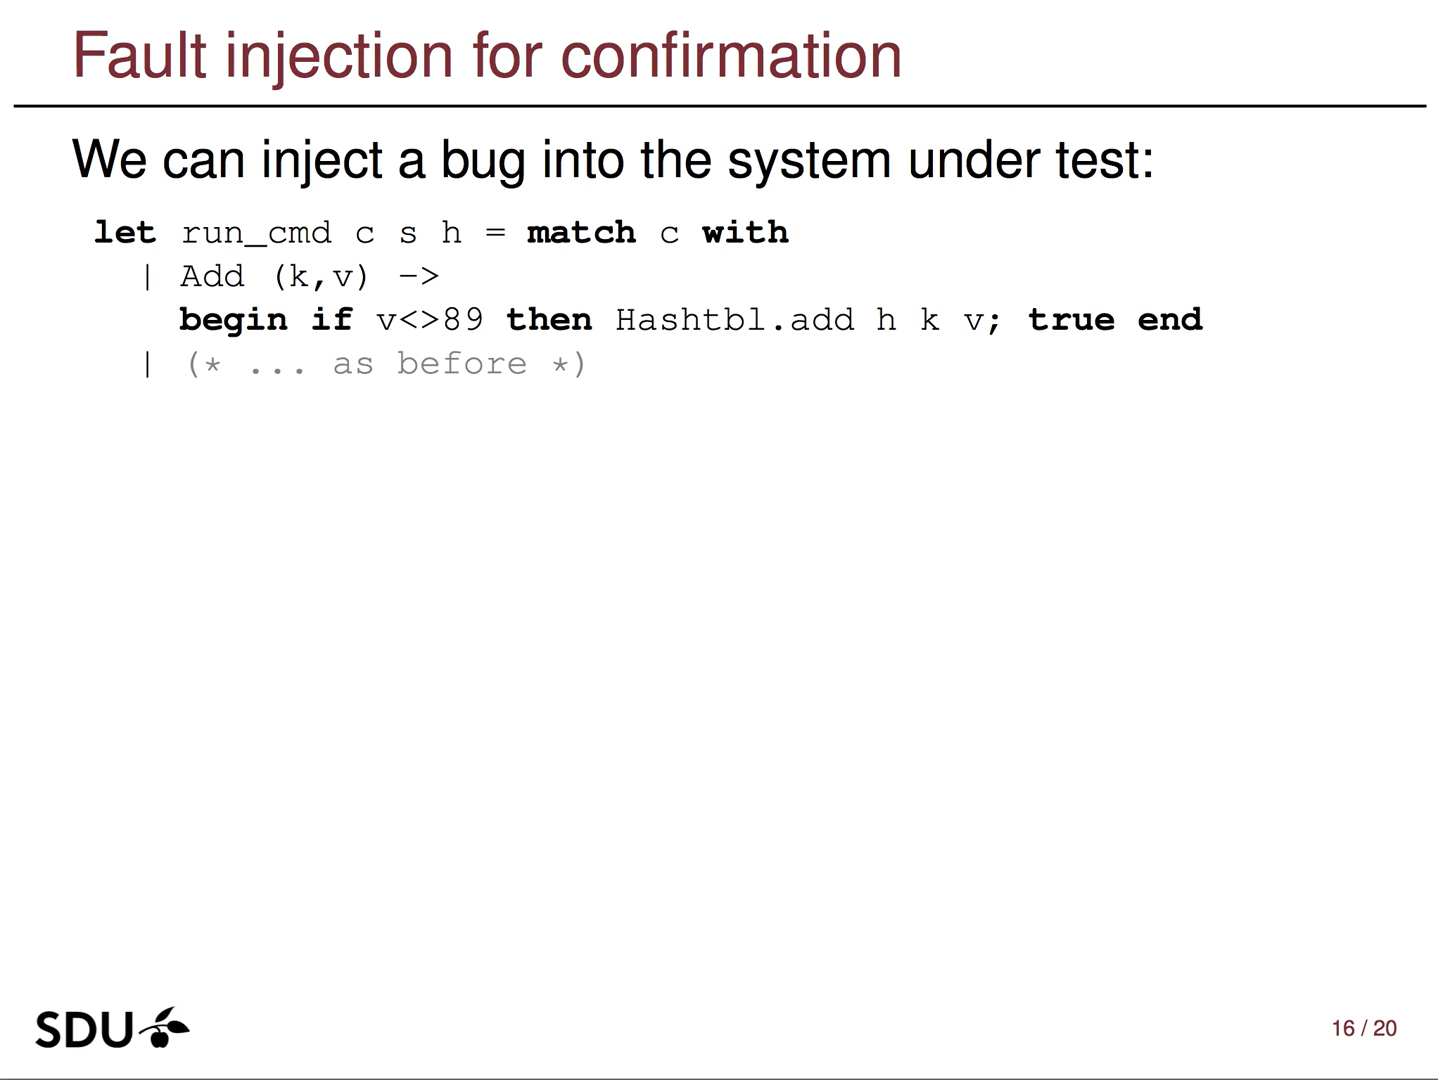 Fault injection for confirmation
We can inject a bug into the system under test:
let run_cmd c s h = match c with
| Add (k,v) ->
begin if v<>89 then Hashtbl.add h k v; true end
| (* ... as before *)
SDU
16 / 20